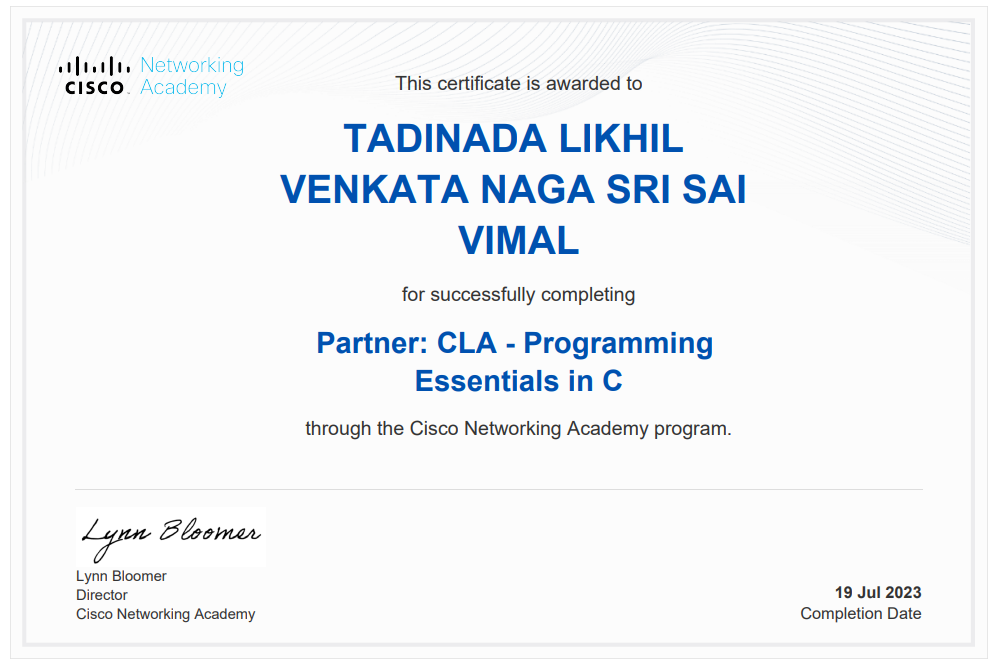 CISCO
Networking
Academy
This certificate is awarded to
TADINADA LIKHIL
VENKATA NAGA SRI SAI
VIMAL
for successfully completing
Partner: CLA - Programming
Essentials in C
through the Cisco Networking Academy program.
Lynn Bloomer
Lynn Bloomer
Director
Cisco Networking Academy
19 Jul 2023
Completion Date